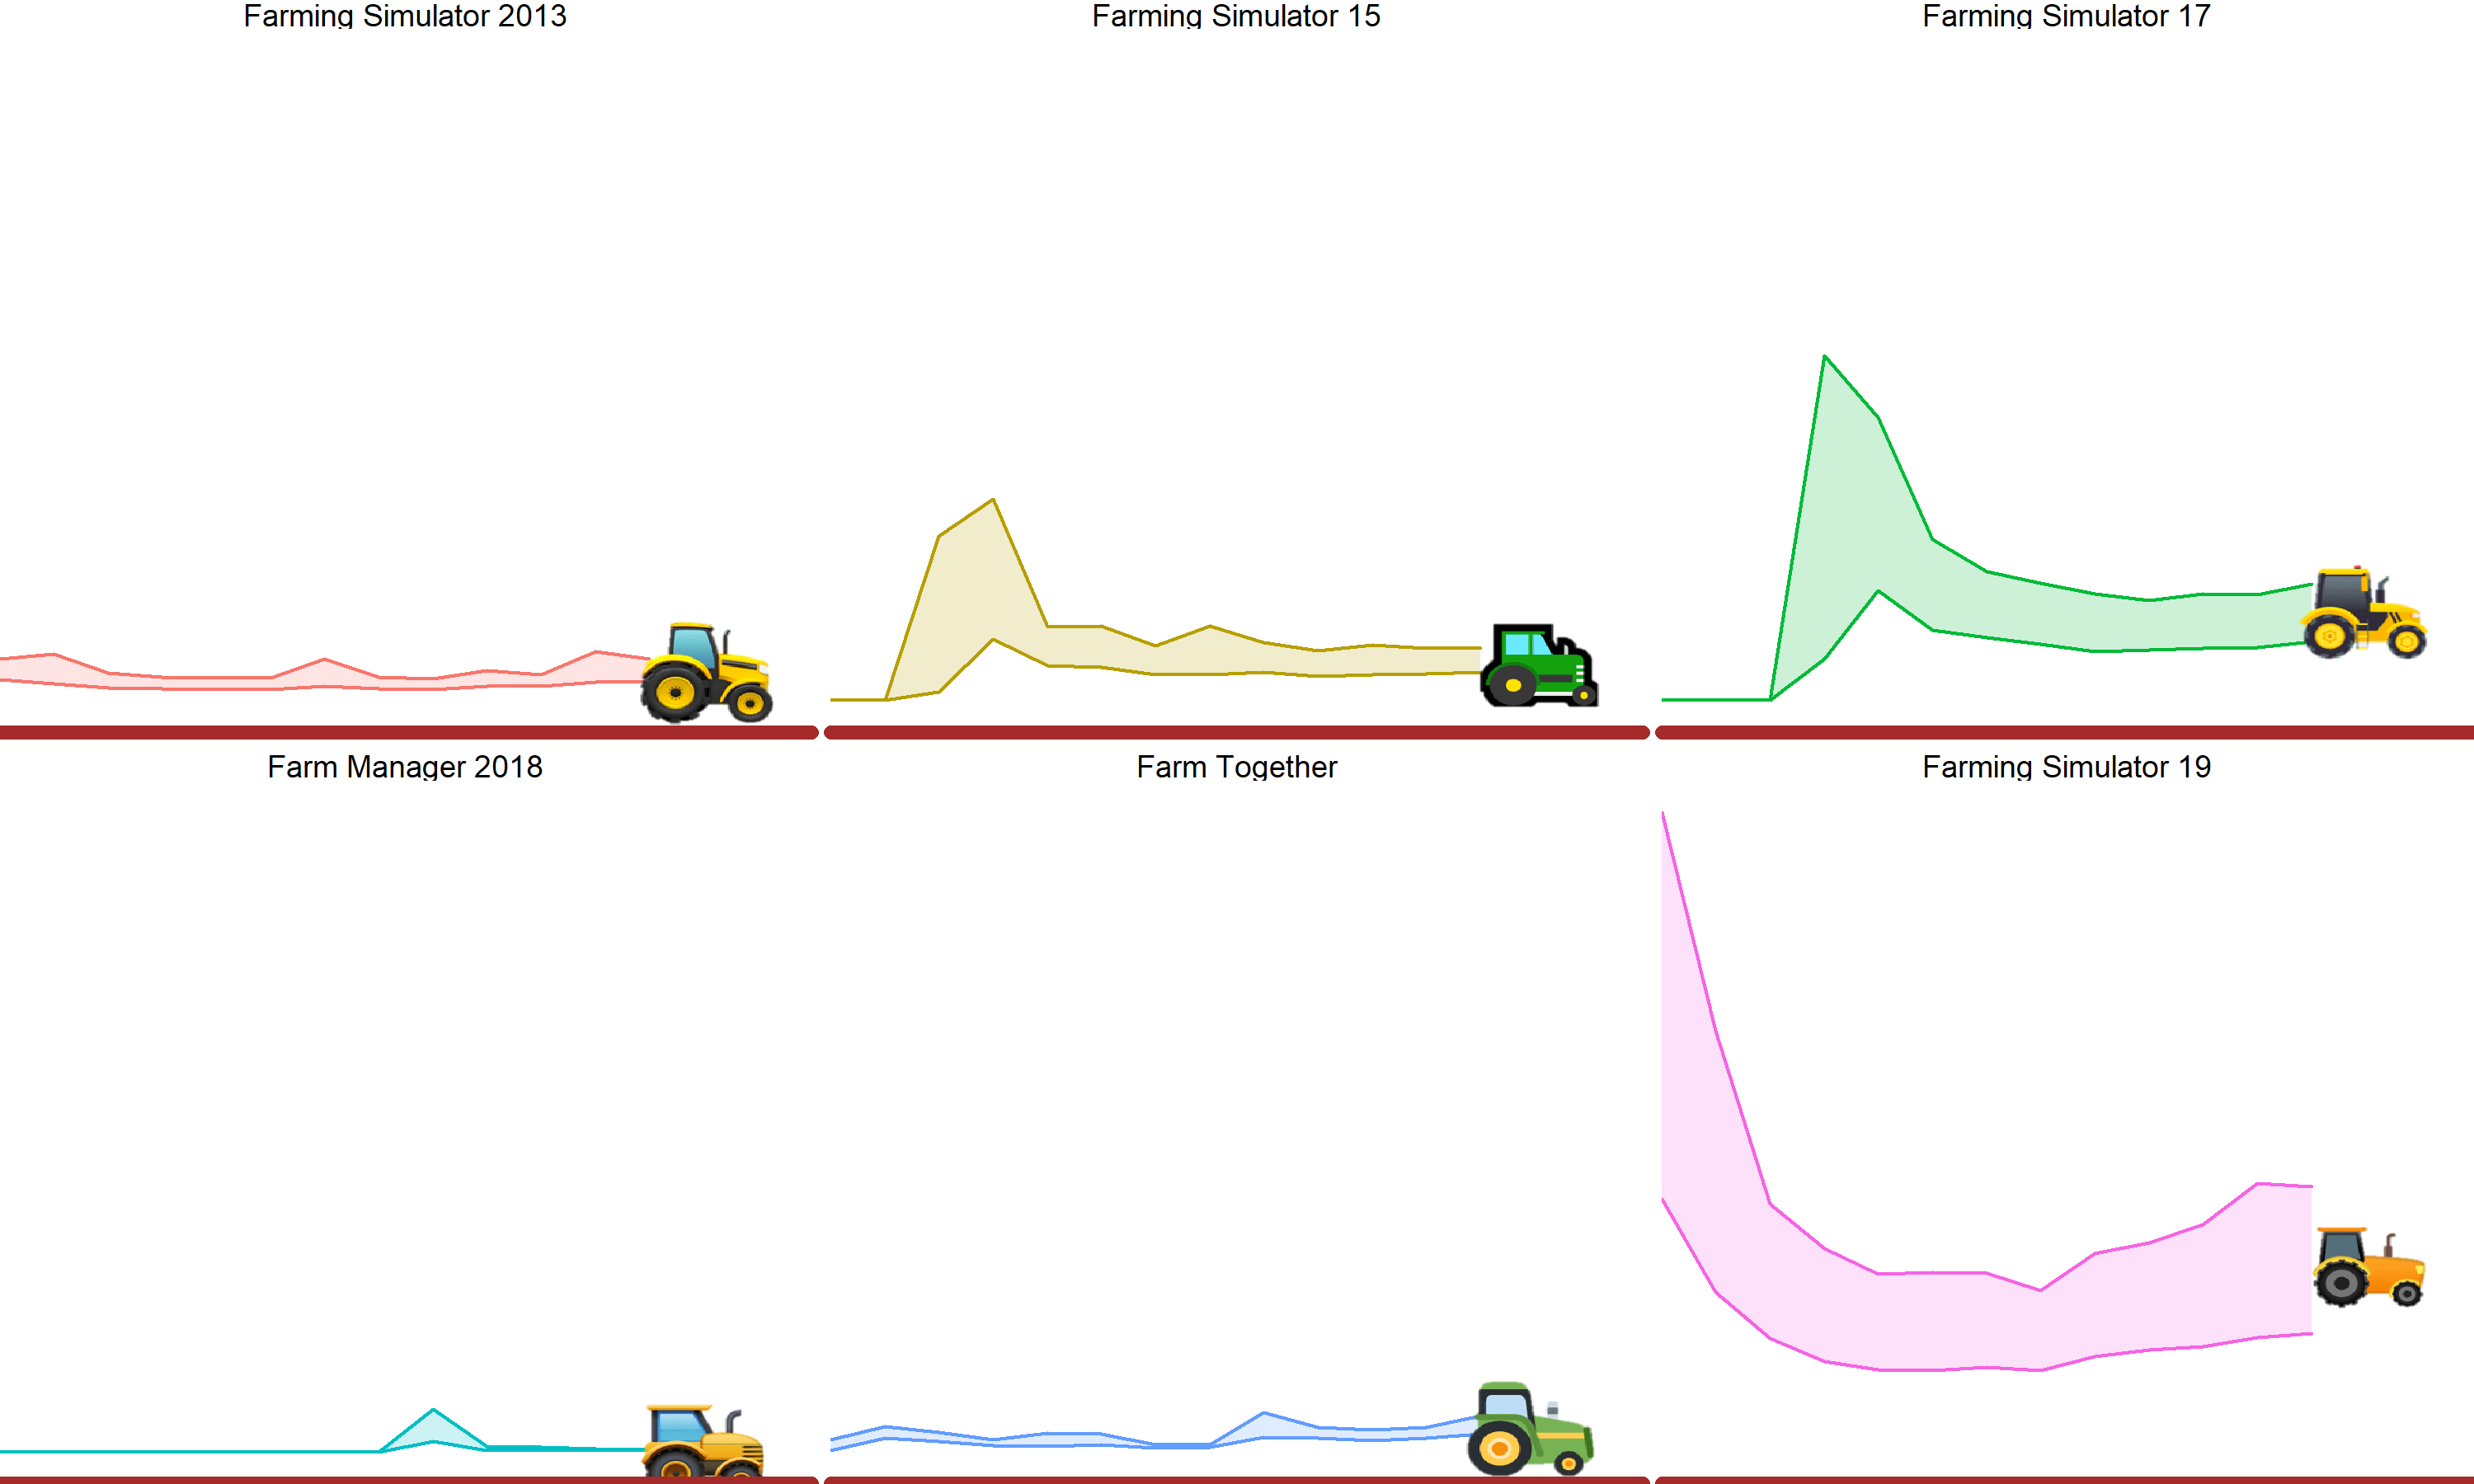 Farming Simulator 2013
Farming Simulator 15
Farming Simulator 17
Farm Manager 2018
Farm Together
Farming Simulator 19